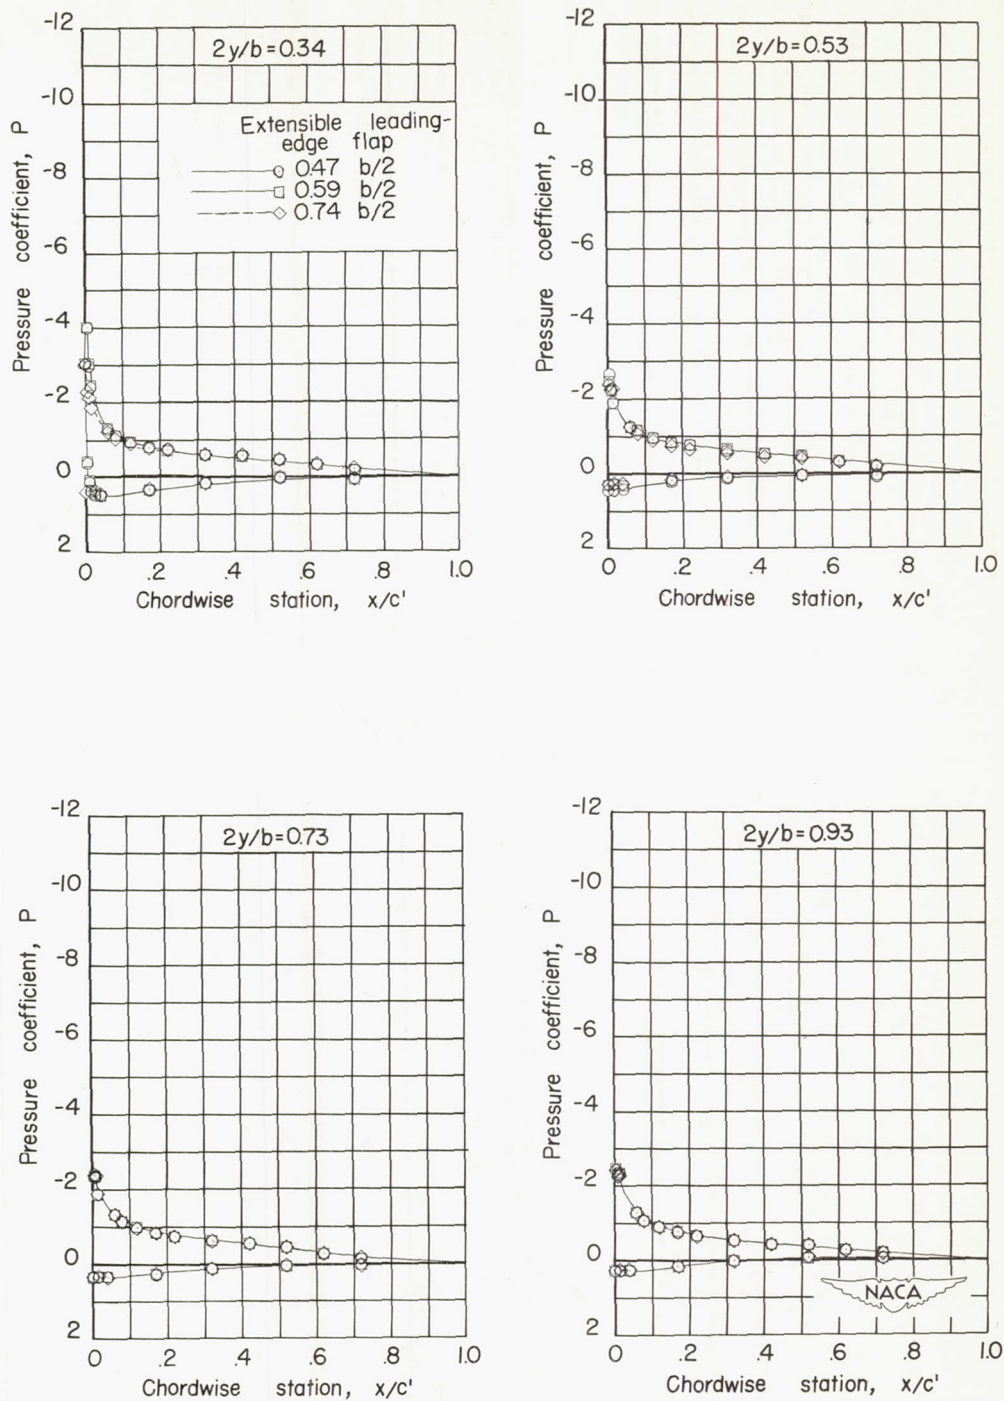 2y/b=0.34
-12
-10
-8
-6
-4
-2
0
2
Pressure coefficient, P
Extensible leading-
edge flap
0.47 b/2
0.59 b/2
0.74 b/2
0 .2 .4 .6 .8 1.0
Chordwise station, x/c'
2y/b=0.53
-12
-10
-8
-6
-4
-2
0
2
Pressure coefficient, P
0 .2 .4 .6 .8 1.0
Chordwise station, x/c'
2y/b=0.73
-12
-10
-8
-6
-4
-2
0
2
Pressure coefficient, P
0 .2 .4 .6 .8 1.0
Chordwise station, x/c'
2y/b=0.93
-12
-10
-8
-6
-4
-2
0
2
Pressure coefficient, P
NACA
0 .2 .4 .6 .8 1.0
Chordwise station, x/c'